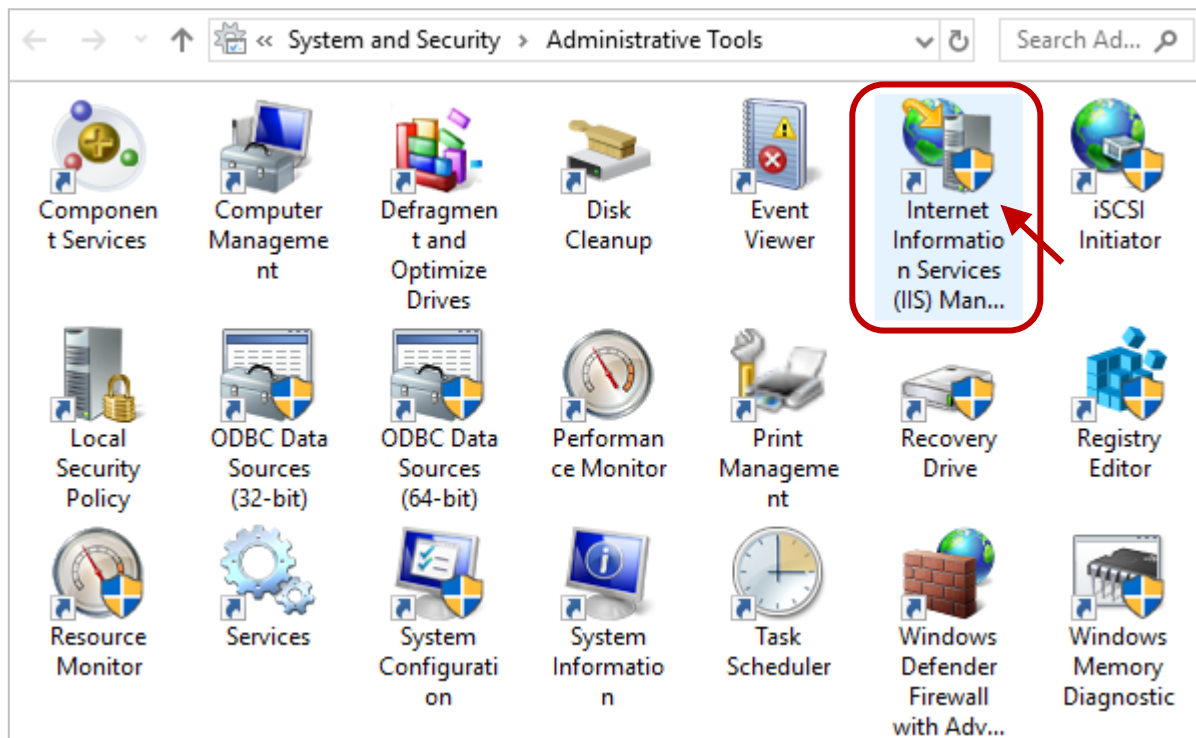 « System and Security › Administrative Tools
Search Ad...
Componen
t Services
Computer
Manageme
nt
Defragmen
t and
Optimize
Drives
Disk
Cleanup
Event
Viewer
Internet
Informatio
n Services
(IIS) Man...
iSCSI
Initiator
Local
Security
Policy
ODBC Data
Sources
(32-bit)
ODBC Data
Sources
(64-bit)
Performan
ce Monitor
Print
Manageme
nt
Recovery
Drive
Registry
Editor
Resource
Monitor
Services
System
Configurati
on
System
Informatio
n
Task
Scheduler
Windows
Defender
Firewall
with Adv...
Windows
Memory
Diagnostic